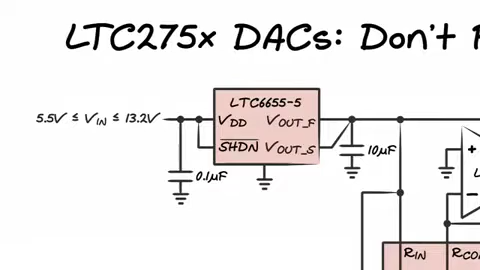 LTC275x DACs: Don't
LTC6655-5
5.5V ≤ VIN ≤ 13.2V
VDD VOUT_F
SHDN VOUT_S
0.1μF
10μF
+
-
RIN